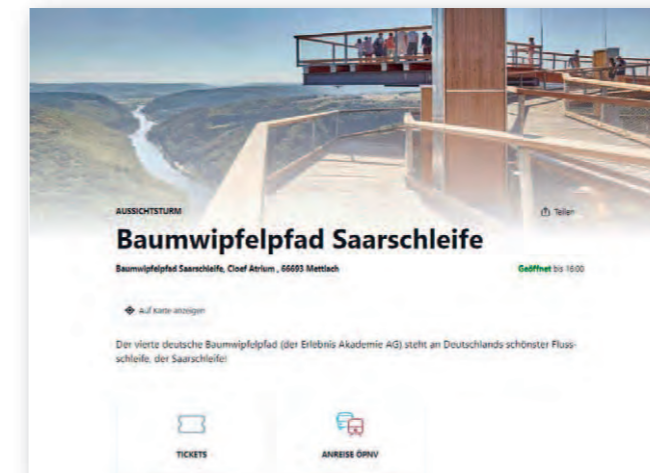 AUSSICHTSTURM
Teilen
Baumwipfelpfad Saarschleife
Baumwipfelpfad Saarschleife, Cloef Atrium , 66693 Mettlach
Geöffnet bis 16:00
Auf Karte anzeigen
Der vierte deutsche Baumwipfelpfad (der Erlebnis Akademie AG) steht an Deutschlands schönster Fluss-
schleife, der Saarschleife!
TICKETS
ANREISE ÖPNV